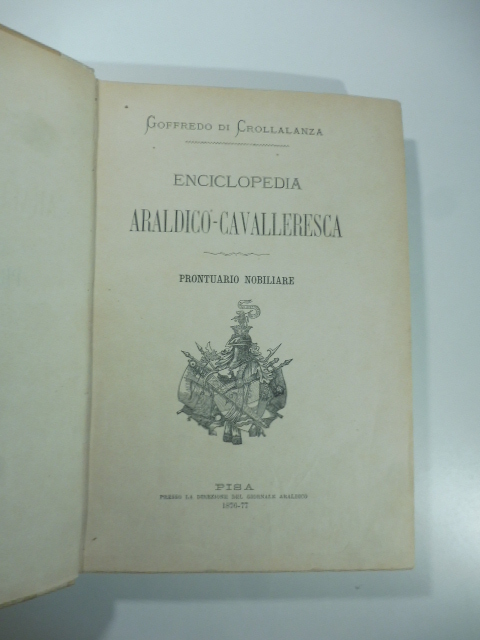 GOFFREDO DI CROLLALANZA
ENCICLOPEDIA
ARALDICO-CAVALLERESCA
PRONTUARIO NOBILIARE
PISA
PRESSO LA DIREZIONE DEL GIORNALE ARALDICO
1876-77